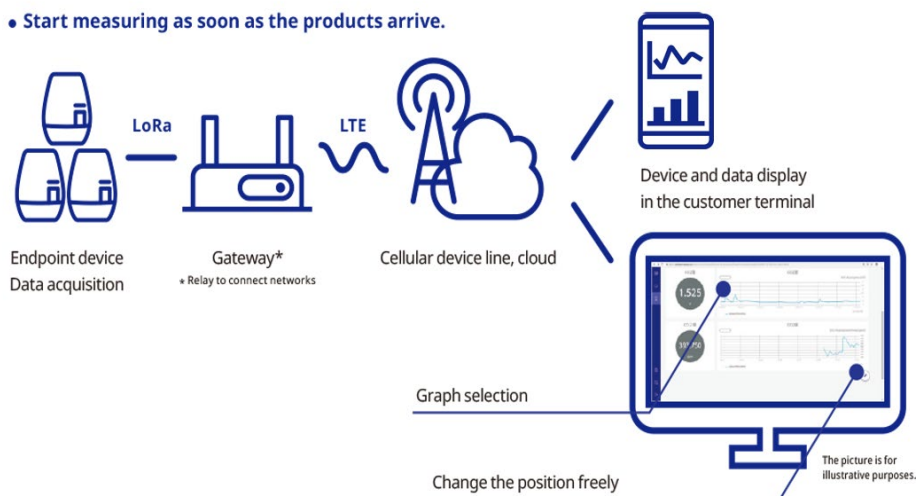 • Start measuring as soon as the products arrive.
LoRa
LTE
Endpoint device
Data acquisition
Gateway*
* Relay to connect networks
Cellular device line, cloud
Device and data display
in the customer terminal
1.525
Graph selection
Change the position freely
The picture is for
illustrative purposes.